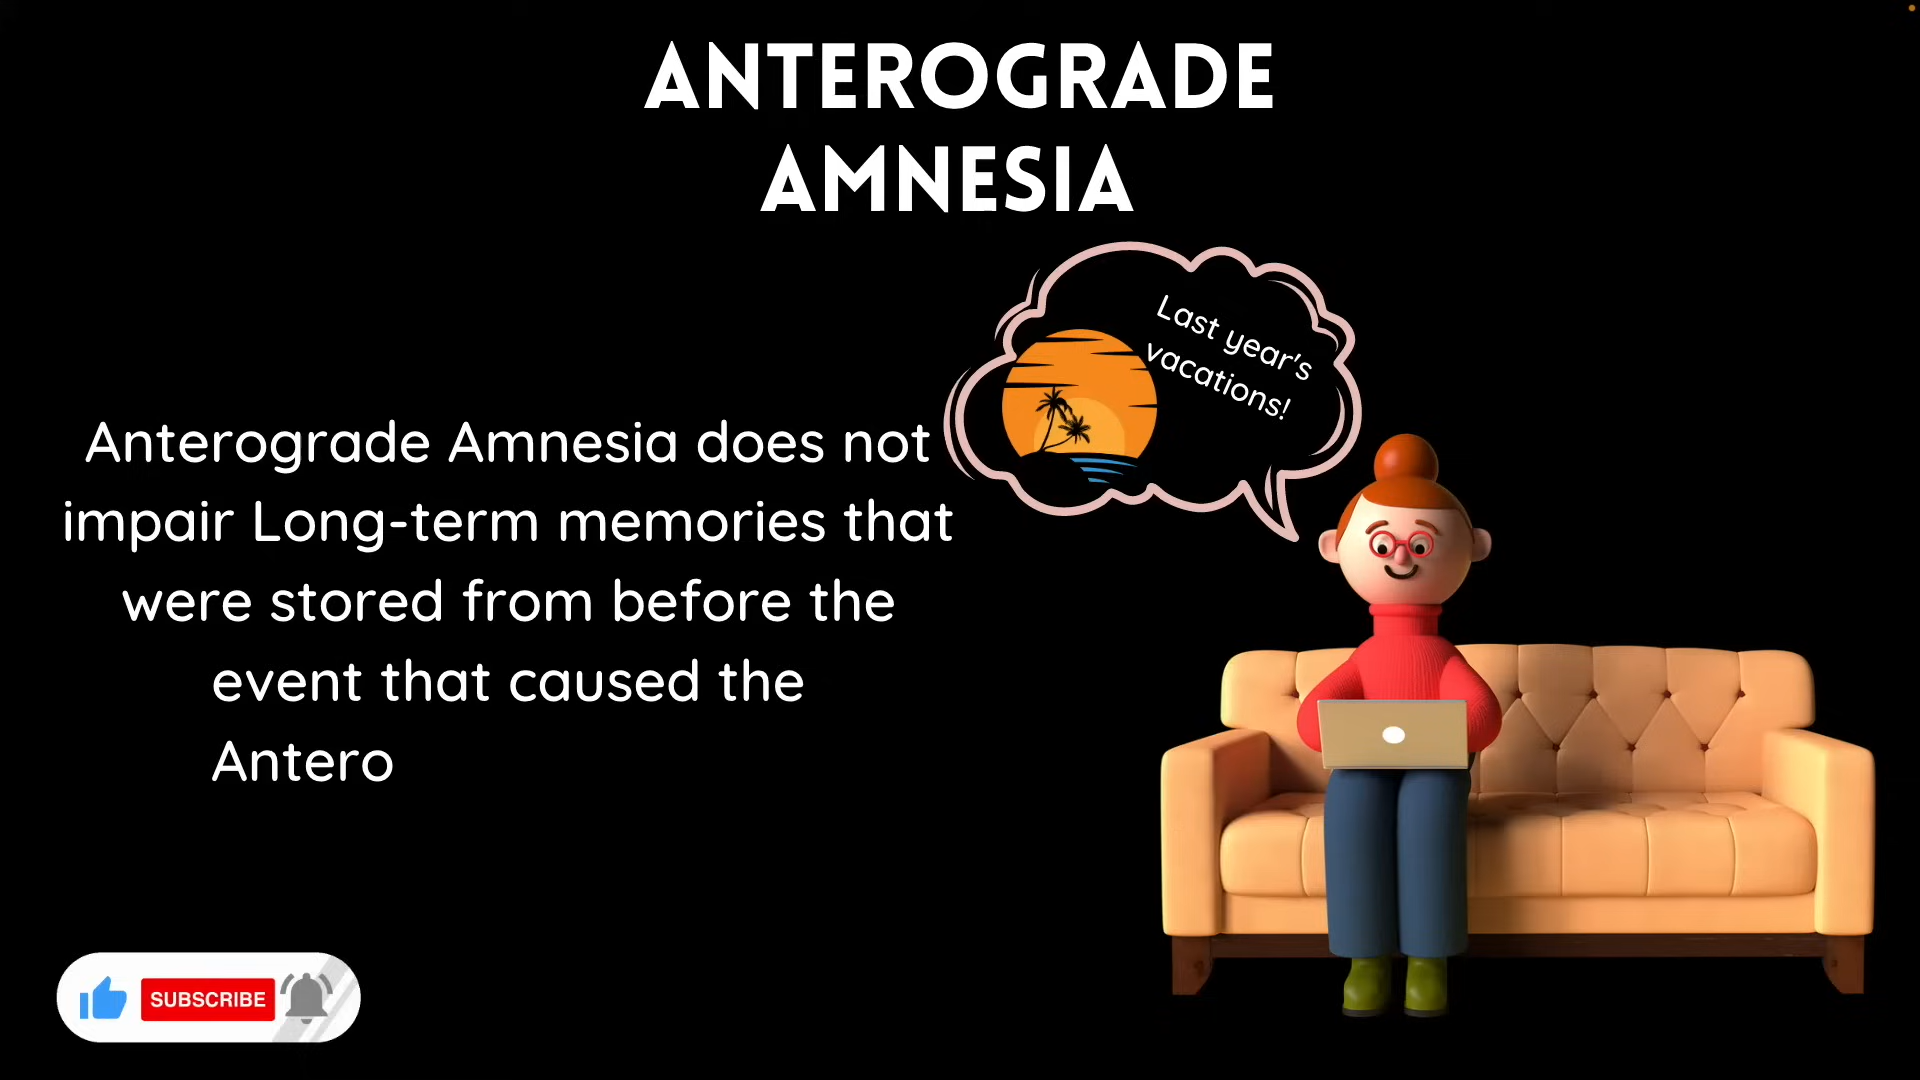 ANTEROGRADE
AMNESIA
Last year's
vacations!
Anterograde Amnesia does not
impair Long-term memories that
were stored from before the
event that caused the
Antero
SUBSCRIBE